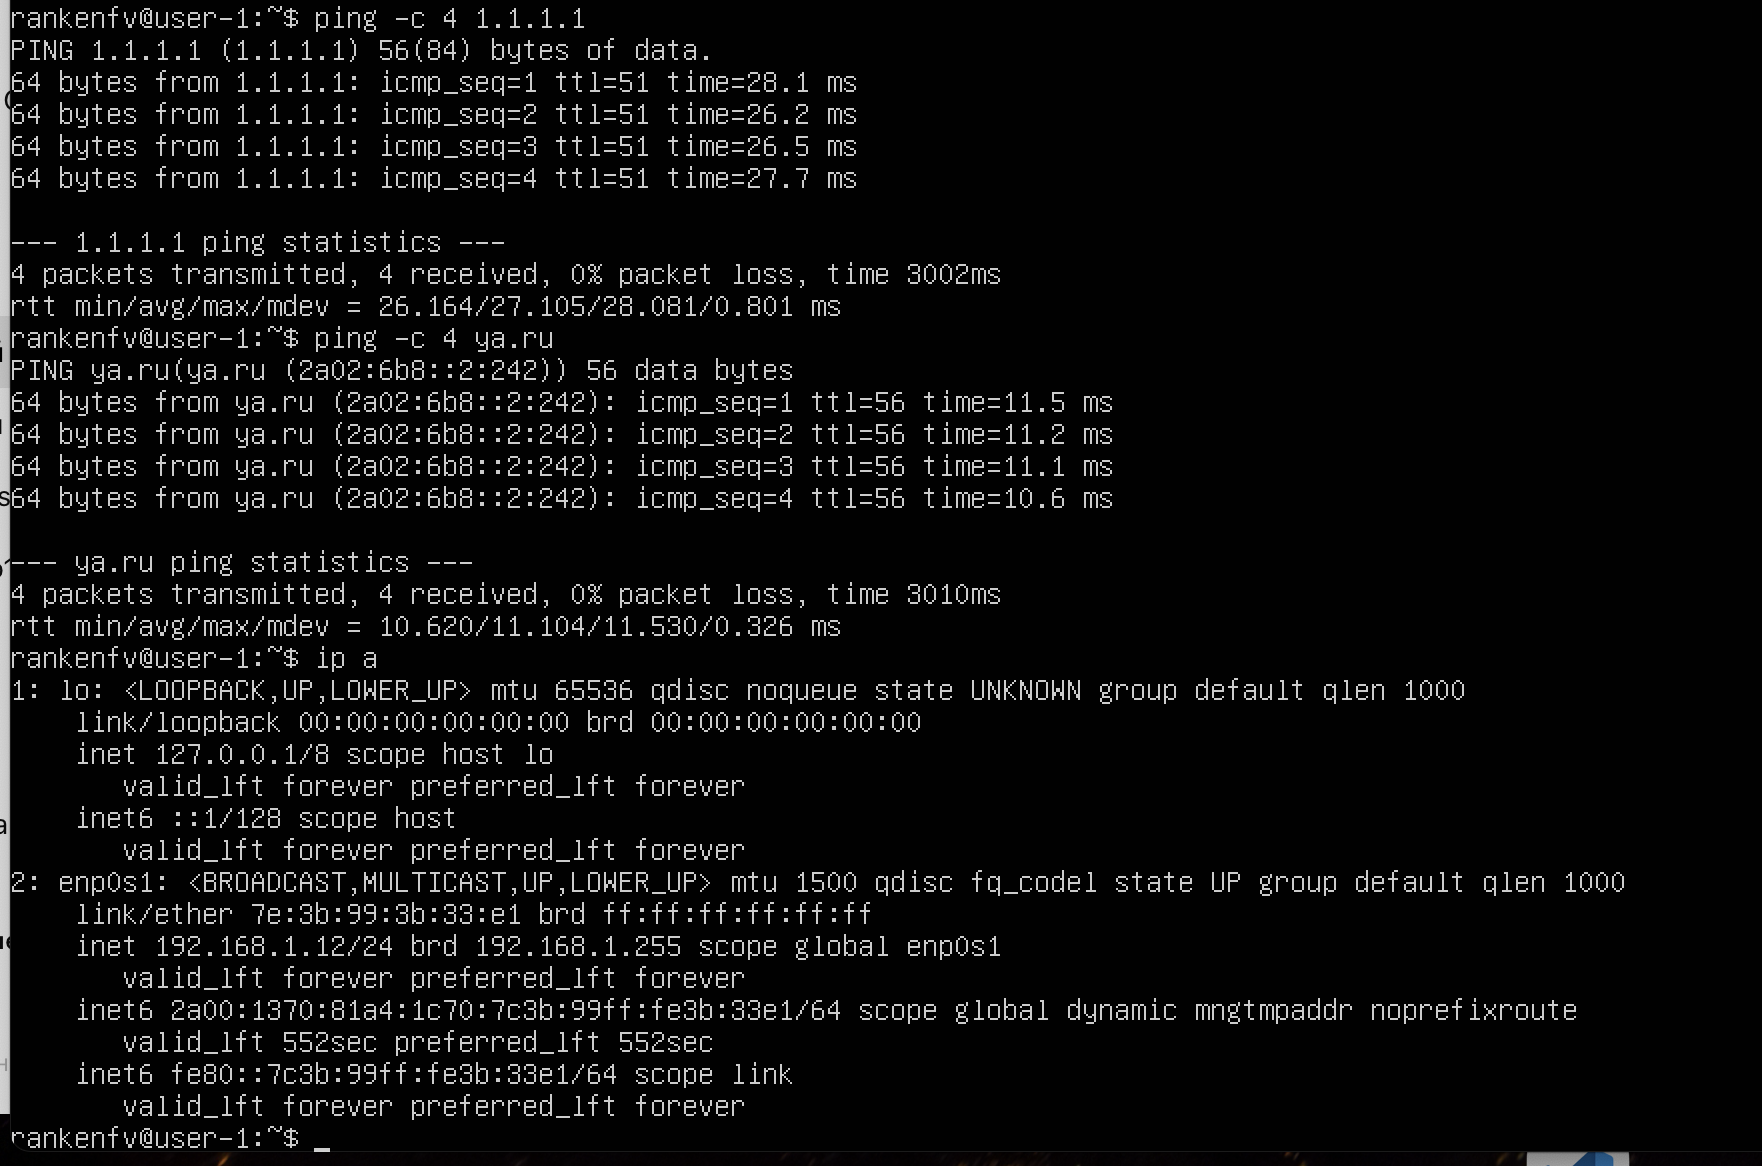 rankenfv@user-1:~$ ping -c 4 1.1.1.1
PING 1.1.1.1 (1.1.1.1) 56(84) bytes of data.
64 bytes from 1.1.1.1: icmp_seq=1 ttl=51 time=28.1 ms
64 bytes from 1.1.1.1: icmp_seq=2 ttl=51 time=26.2 ms
64 bytes from 1.1.1.1: icmp_seq=3 ttl=51 time=26.5 ms
64 bytes from 1.1.1.1: icmp_seq=4 ttl=51 time=27.7 ms
--- 1.1.1.1 ping statistics ---
4 packets transmitted, 4 received, 0% packet loss, time 3002ms
rtt min/avg/max/mdev = 26.164/27.105/28.081/0.801 ms
rankenfv@user-1:~$ ping -c 4 ya.ru
PING ya.ru(ya.ru (2a02:6b8::2:242)) 56 data bytes
64 bytes from ya.ru (2a02:6b8::2:242): icmp_seq=1 ttl=56 time=11.5 ms
64 bytes from ya.ru (2a02:6b8::2:242): icmp_seq=2 ttl=56 time=11.2 ms
64 bytes from ya.ru (2a02:6b8::2:242): icmp_seq=3 ttl=56 time=11.1 ms
64 bytes from ya.ru (2a02:6b8::2:242): icmp_seq=4 ttl=56 time=10.6 ms
--- ya.ru ping statistics ---
4 packets transmitted, 4 received, 0% packet loss, time 3010ms
rtt min/avg/max/mdev = 10.620/11.104/11.530/0.326 ms
rankenfv@user-1:~$ ip a
1: lo: <LOOPBACK,UP,LOWER_UP> mtu 65536 qdisc noqueue state UNKNOWN group default qlen 1000
    link/loopback 00:00:00:00:00:00 brd 00:00:00:00:00:00
    inet 127.0.0.1/8 scope host lo
       valid_lft forever preferred_lft forever
    inet6 ::1/128 scope host
       valid_lft forever preferred_lft forever
2: enp0s1: <BROADCAST,MULTICAST,UP,LOWER_UP> mtu 1500 qdisc fq_codel state UP group default qlen 1000
    link/ether 7e:3b:99:3b:33:e1 brd ff:ff:ff:ff:ff:ff
    inet 192.168.1.12/24 brd 192.168.1.255 scope global enp0s1
       valid_lft forever preferred_lft forever
    inet6 2a00:1370:81a4:1c70:7c3b:99ff:fe3b:33e1/64 scope global dynamic mngtmpaddr noprefixroute
       valid_lft 552sec preferred_lft 552sec
    inet6 fe80::7c3b:99ff:fe3b:33e1/64 scope link
       valid_lft forever preferred_lft forever
rankenfv@user-1:~$ _